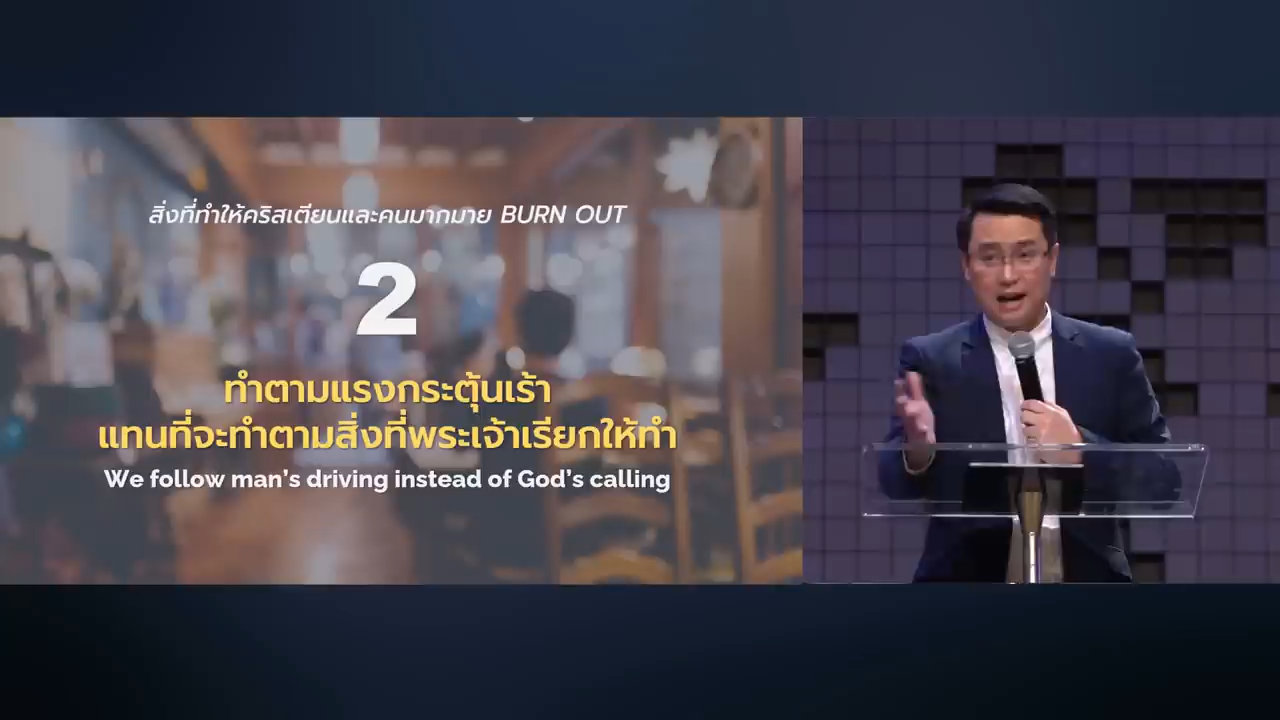 สิ่งที่ทำให้คริสเตียนและคนมากมาย BURN OUT
2
ทำตามแรงกระตุ้นเร้า
แทนที่จะทำตามสิ่งที่พระเจ้าเรียกให้ทำ
We follow man's driving instead of God's calling